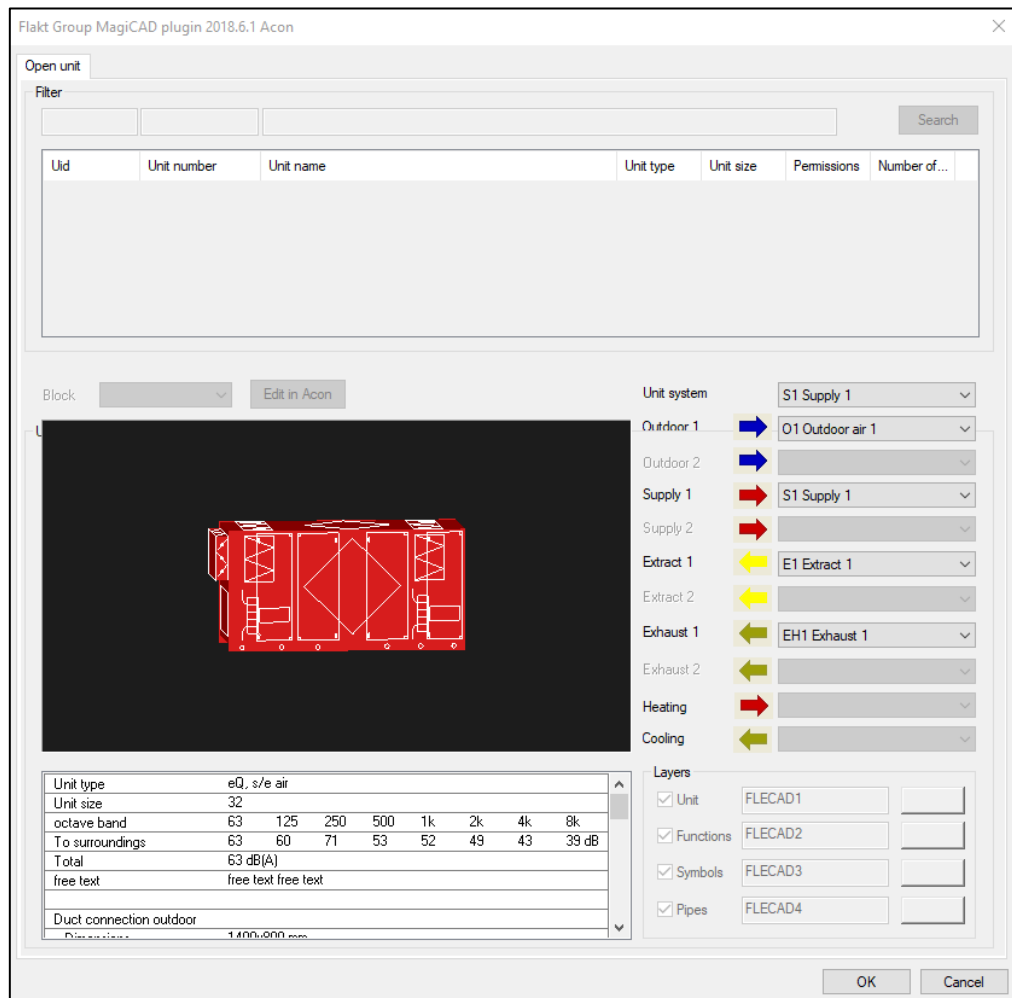 Flakt Group MagiCAD plugin 2018.6.1 Acon
Open unit
Filter
Search
Uid Unit number Unit name Unit type Unit size Permissions Number of...
Block Edit in Acon
Unit system S1 Supply 1
Outdoor 1 O1 Outdoor air 1
Outdoor 2
Supply 1 S1 Supply 1
Supply 2
Extract 1 E1 Extract 1
Extract 2
Exhaust 1 EH1 Exhaust 1
Exhaust 2
Heating
Cooling
Unit type eQ, s/e air
Unit size 32
octave band 63 125 250 500 1k 2k 4k 8k
To surroundings 63 60 71 53 52 49 43 39 dB
Total 63 dB(A)
free text free text free text
Duct connection outdoor
Layers
Unit FLECAD1
Functions FLECAD2
Symbols FLECAD3
Pipes FLECAD4
OK Cancel